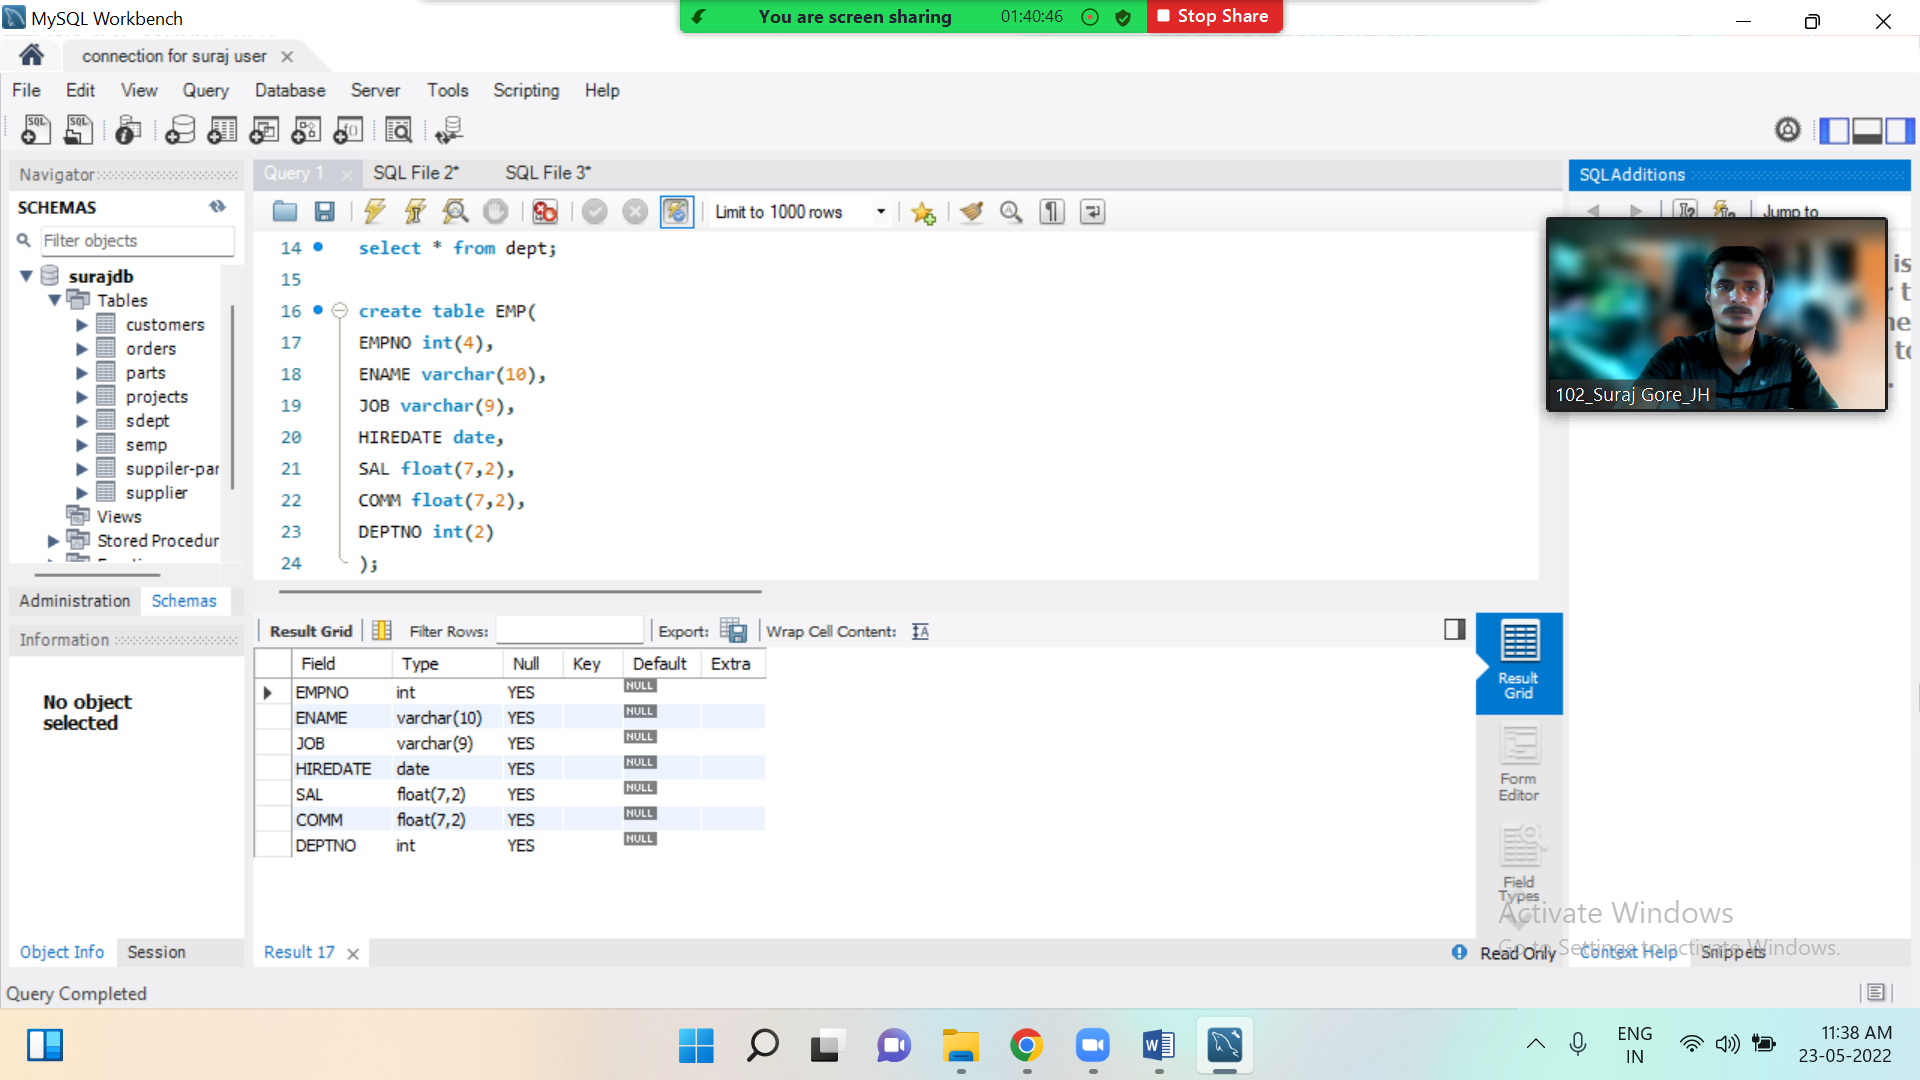 MySQL Workbench
You are screen sharing
01:40:46
Stop Share
connection for suraj user
File Edit View Query Database Server Tools Scripting Help
Navigator
Query 1
SQL File 2*
SQL File 3*
SQLAdditions
SCHEMAS
Limit to 1000 rows
Jump to
Filter objects
surajdb
Tables
customers
orders
parts
projects
sdept
semp
suppiler-par
supplier
Views
Stored Procedur
14 select * from dept;
15
16 create table EMP(
17 EMPNO int(4),
18 ENAME varchar(10),
19 JOB varchar(9),
20 HIREDATE date,
21 SAL float(7,2),
22 COMM float(7,2),
23 DEPTNO int(2)
24 );
102_Suraj Gore_JH
Administration Schemas
Information
No object
selected
Result Grid Filter Rows: Export: Wrap Cell Content:
Field Type Null Key Default Extra
EMPNO int YES NULL
ENAME varchar(10) YES NULL
JOB varchar(9) YES NULL
HIREDATE date YES NULL
SAL float(7,2) YES NULL
COMM float(7,2) YES NULL
DEPTNO int YES NULL
Result
Grid
Form
Editor
Field
Types
Activate Windows
Go to Settings to activate Windows.
Object Info Session
Result 17
Read Only
Context Help Snippets
Query Completed
ENG
IN
11:38 AM
23-05-2022